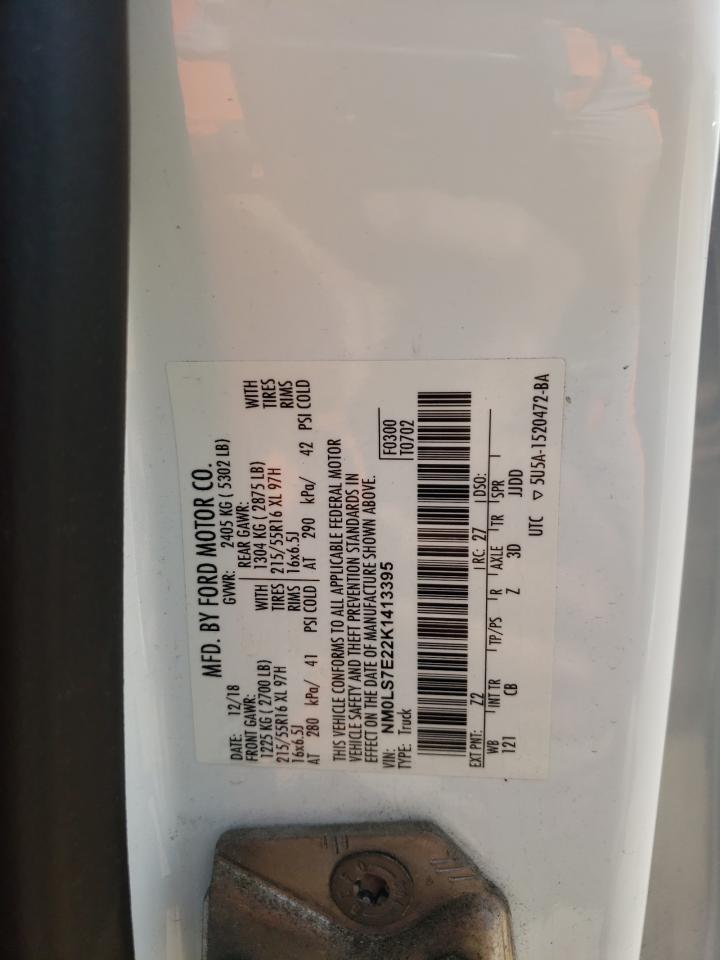 MFD. BY FORD MOTOR CO.
DATE: 12/18 GVWR: 2405 KG ( 5302 LB)
FRONT GAWR: REAR GAWR:
1225 KG ( 2700 LB) WITH 1304 KG ( 2875 LB) WITH
215/55R16 XL 97H TIRES 215/55R16 XL 97H TIRES
16x6.5J RIMS 16x6.5J RIMS
AT 280 kPa/ 41 PSI COLD AT 290 kPa/ 42 PSI COLD
THIS VEHICLE CONFORMS TO ALL APPLICABLE FEDERAL MOTOR
VEHICLE SAFETY AND THEFT PREVENTION STANDARDS IN
EFFECT ON THE DATE OF MANUFACTURE SHOWN ABOVE.
VIN: NM0LS7E22K1413395 F0300
TYPE: Truck T0702
EXT PNT: Z2 RC: 27 DSO:
WB INT TR TP/PS R AXLE TR SPR
121 CB Z 3D JJDD
UTC ▽ 5U5A-1520472-BA